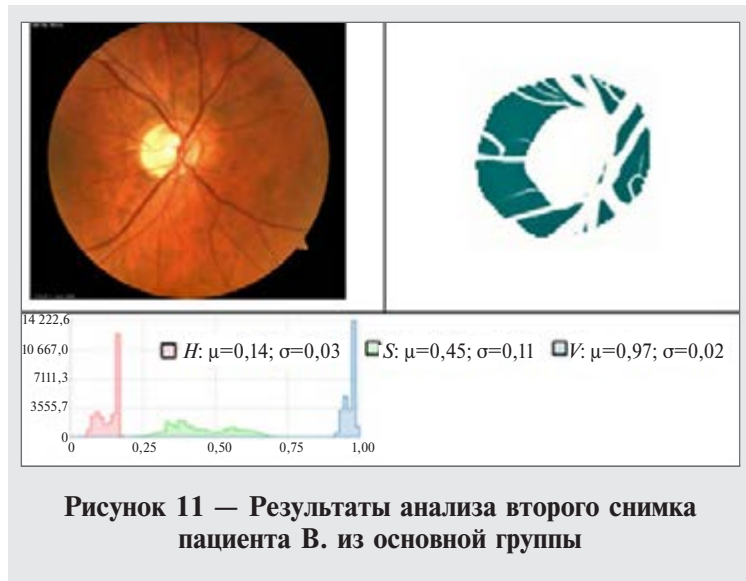 14 222,6
10 667,0
7111,3
3555,7
0
H: μ=0,14; σ=0,03 S: μ=0,45; σ=0,11 V: μ=0,97; σ=0,02
0 0,25 0,50 0,75 1,00
Рисунок 11 — Результаты анализа второго снимка
пациента В. из основной группы